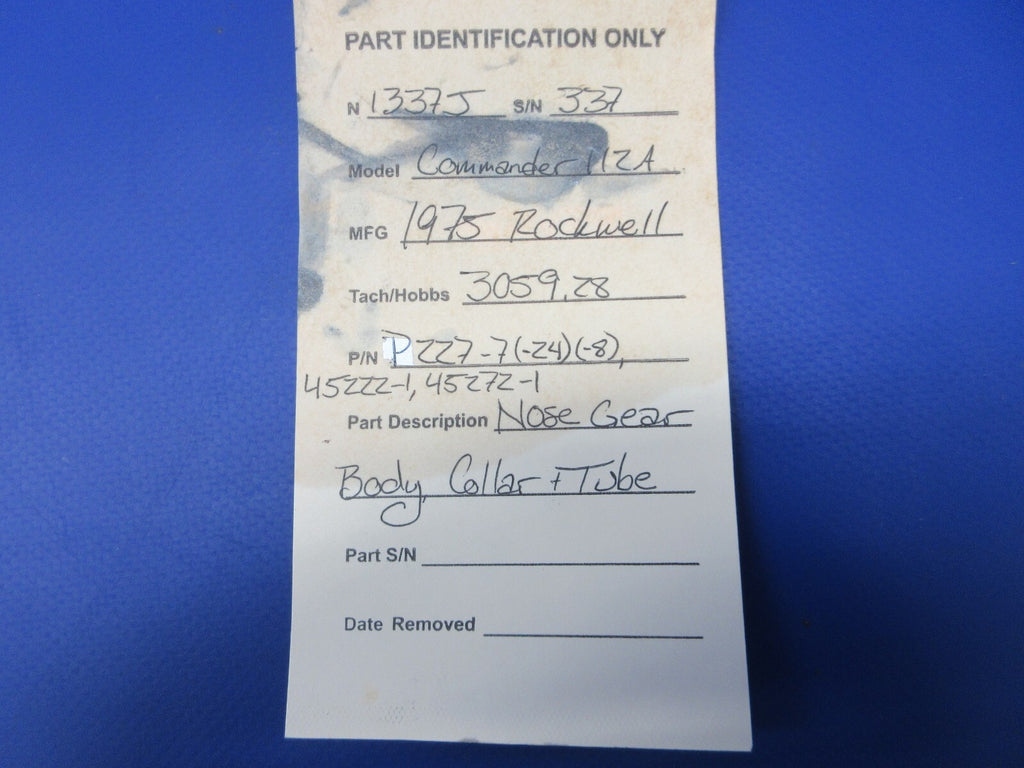 PART IDENTIFICATION ONLY
N 1337J S/N 337
Model Commander 112A
MFG 1975 Rockwell
Tach/Hobbs 3059.28
P/N P227-7(-24)(-8),
45222-1, 45272-1
Part Description Nose Gear
Body, Collar + Tube
Part S/N
Date Removed